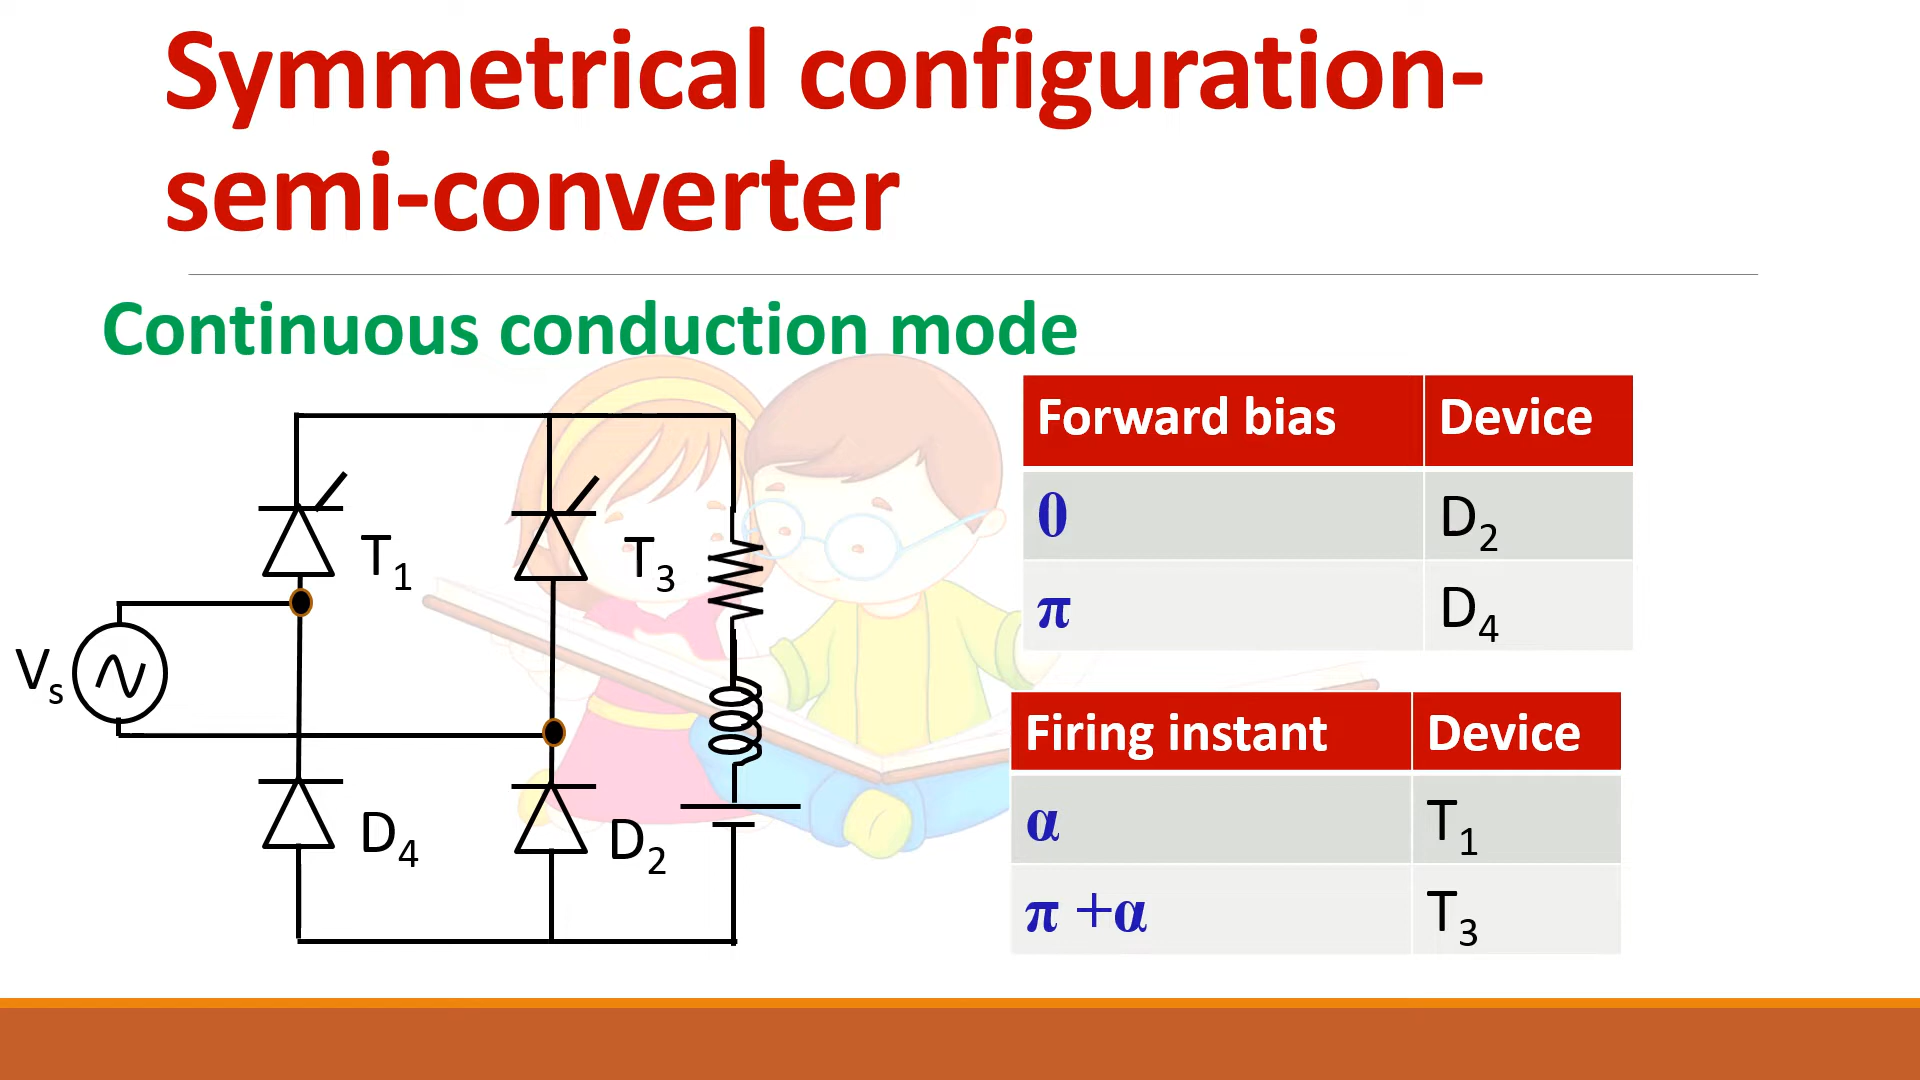 Symmetrical configuration-
semi-converter
Continuous conduction mode
T1
T3
Vs
D4
D2
Forward bias Device
0 D2
π D4
Firing instant Device
α T1
π +α T3